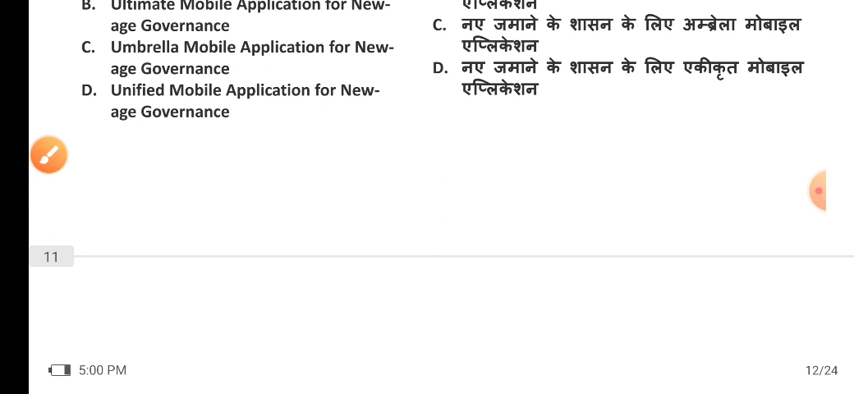 B. Ultimate Mobile Application for New-
age Governance
C. Umbrella Mobile Application for New-
age Governance
D. Unified Mobile Application for New-
age Governance
एप्लिकेशन
C. नए जमाने के शासन के लिए अम्ब्रेला मोबाइल
एप्लिकेशन
D. नए जमाने के शासन के लिए एकीकृत मोबाइल
एप्लिकेशन
11
5:00 PM
12/24